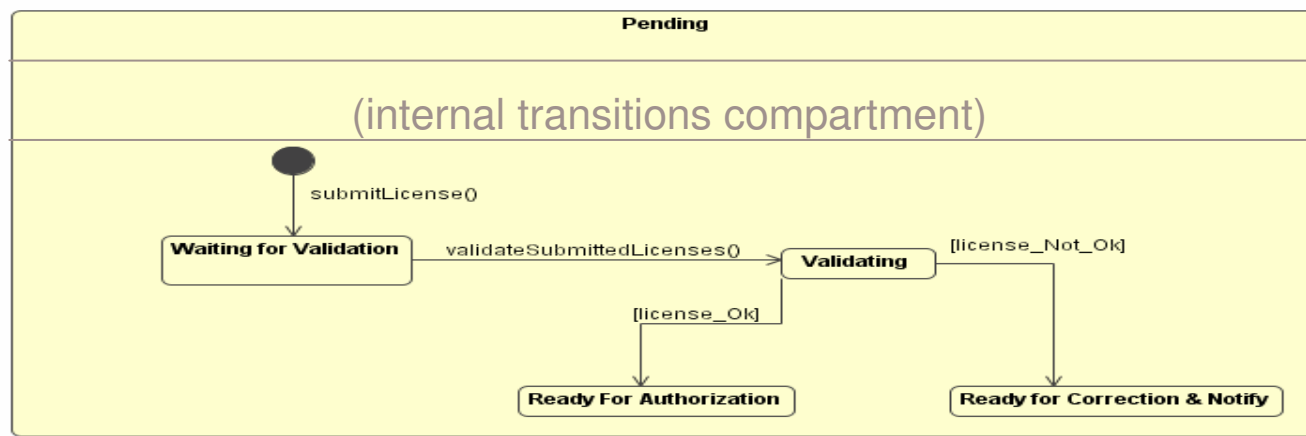 Pending
(internal transitions compartment)
submitLicense()
Waiting for Validation
validateSubmittedLicenses()
Validating
[license_Not_Ok]
[license_Ok]
Ready For Authorization
Ready for Correction & Notify